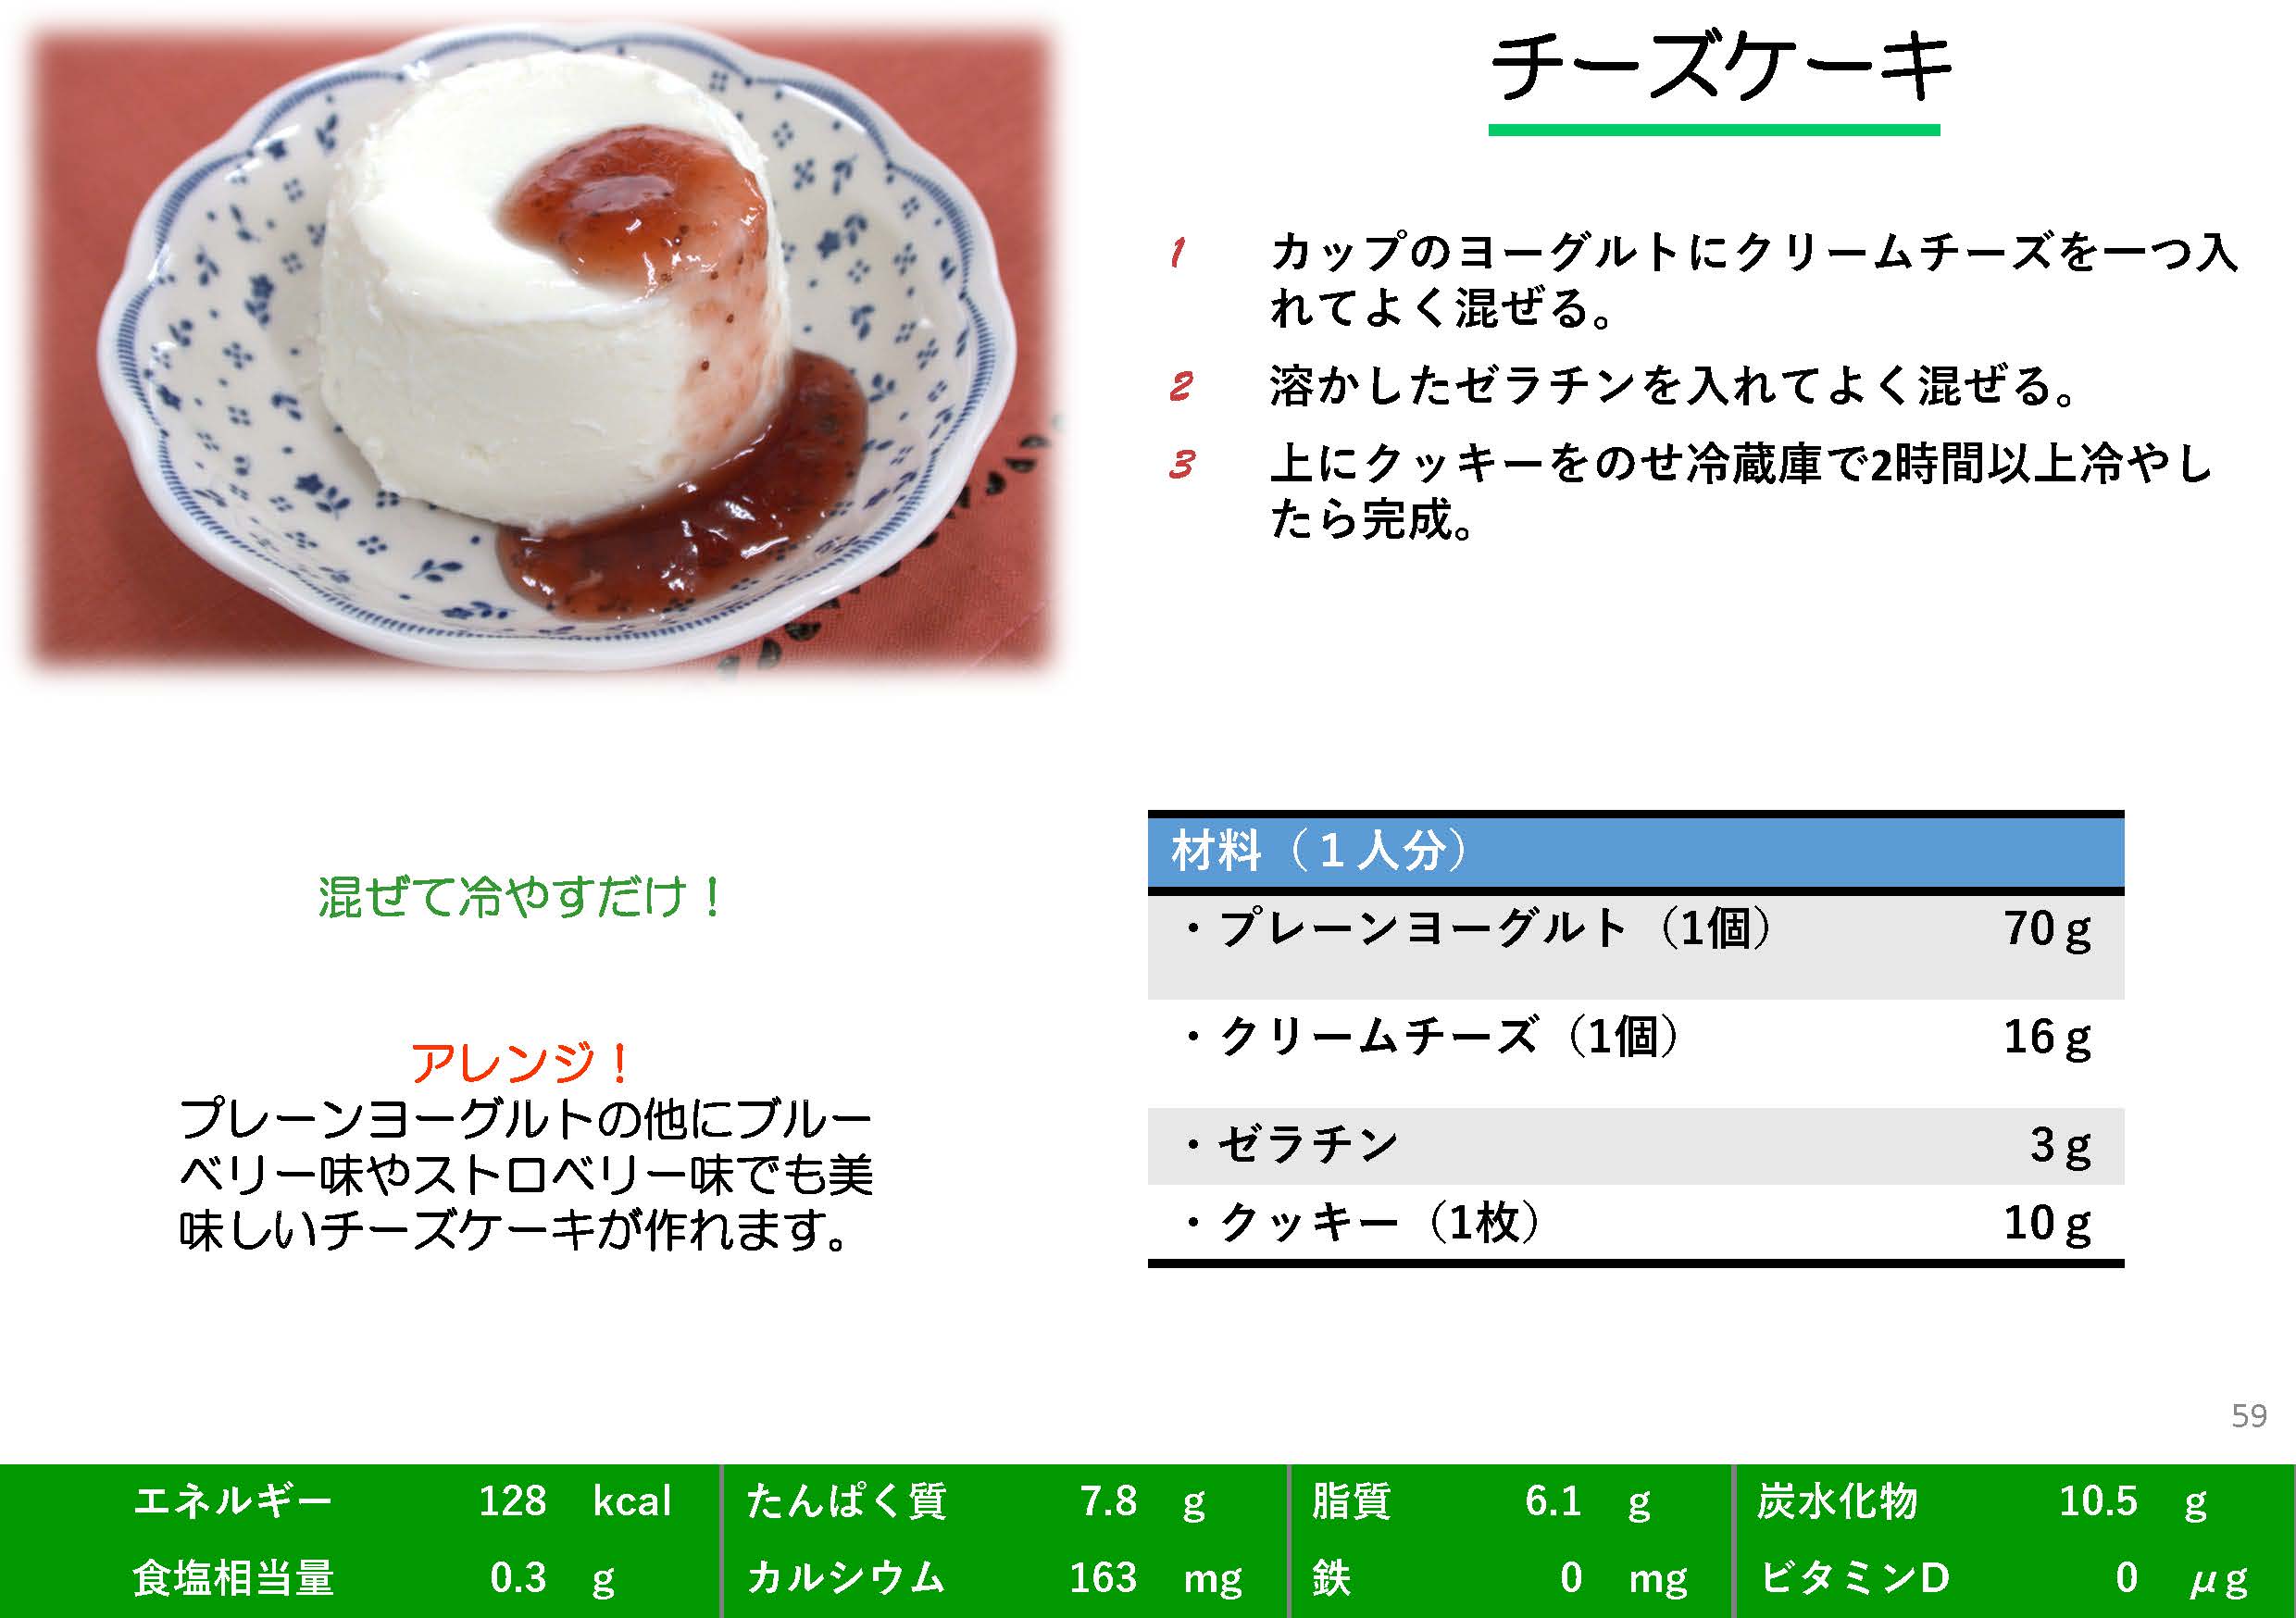 チーズケーキ
1 カップのヨーグルトにクリームチーズを一つ入
れてよく混ぜる。
2 溶かしたゼラチンを入れてよく混ぜる。
3 上にクッキーをのせ冷蔵庫で2時間以上冷やし
たら完成。
混ぜて冷やすだけ！
アレンジ！
プレーンヨーグルトの他にブルー
ベリー味やストロベリー味でも美
味しいチーズケーキが作れます。
材料（１人分）
・プレーンヨーグルト（1個） 70ｇ
・クリームチーズ（1個） 16ｇ
・ゼラチン 3ｇ
・クッキー（1枚） 10ｇ
59
エネルギー 128 kcal たんぱく質 7.8 g 脂質 6.1 g 炭水化物 10.5 g
食塩相当量 0.3 g カルシウム 163 mg 鉄 0 mg ビタミンD 0 μg